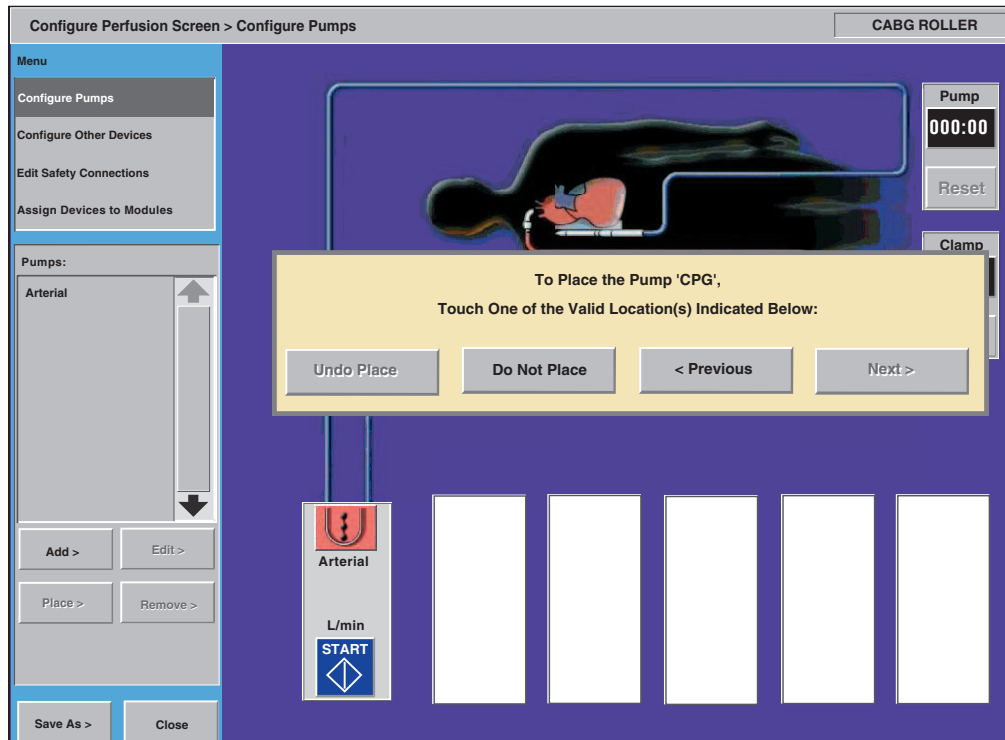 Configure Perfusion Screen > Configure Pumps
CABG ROLLER
Menu
Configure Pumps
Configure Other Devices
Edit Safety Connections
Assign Devices to Modules
Pumps:
Arterial
Add >
Edit >
Place >
Remove >
Save As >
Close
Pump
000:00
Reset
Clamp
To Place the Pump 'CPG',
Touch One of the Valid Location(s) Indicated Below:
Undo Place
Do Not Place
< Previous
Next >
Arterial
L/min
START